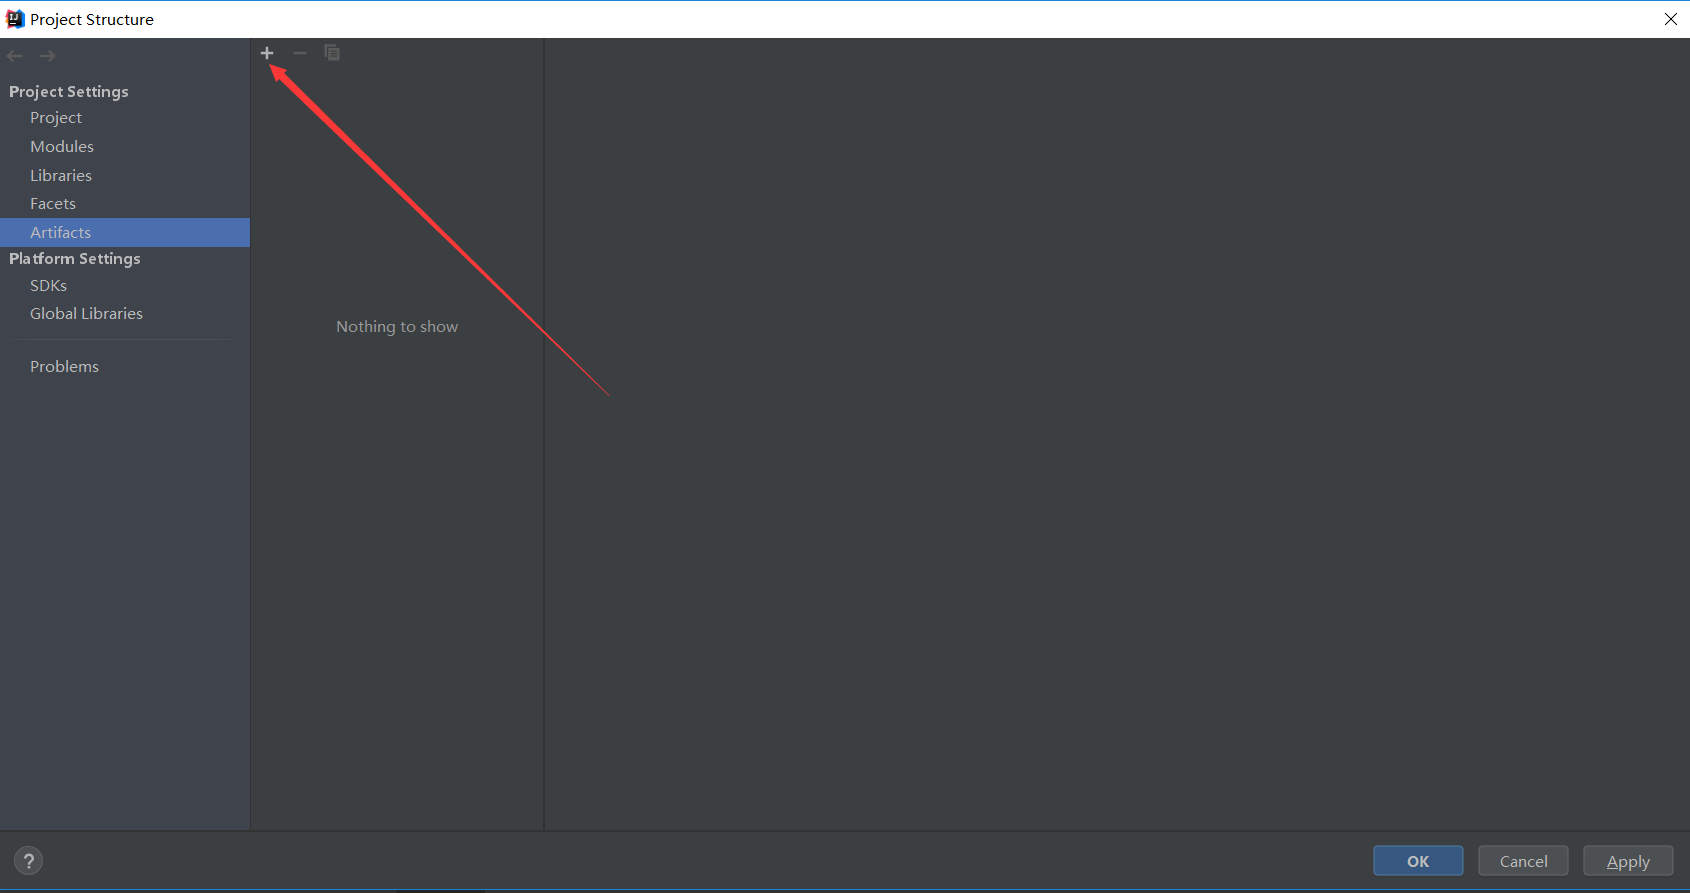 Project Structure
Project Settings
Project
Modules
Libraries
Facets
Artifacts
Platform Settings
SDKs
Global Libraries
Problems
Nothing to show
?
OK
Cancel
Apply